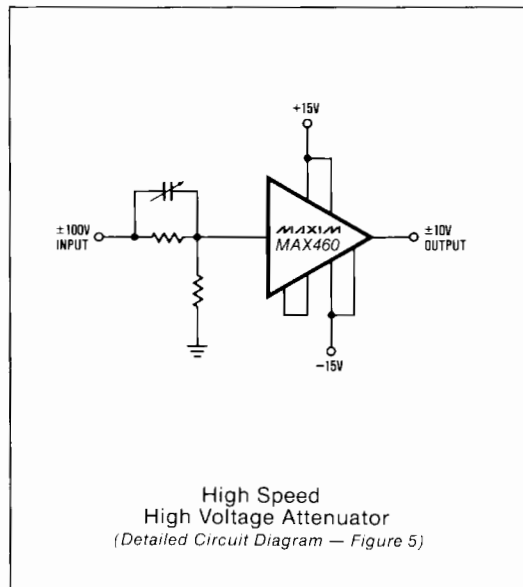 +15V
±100V
INPUT
MAXIM
MAX460
±10V
OUTPUT
−15V
High Speed
High Voltage Attenuator
(Detailed Circuit Diagram — Figure 5)